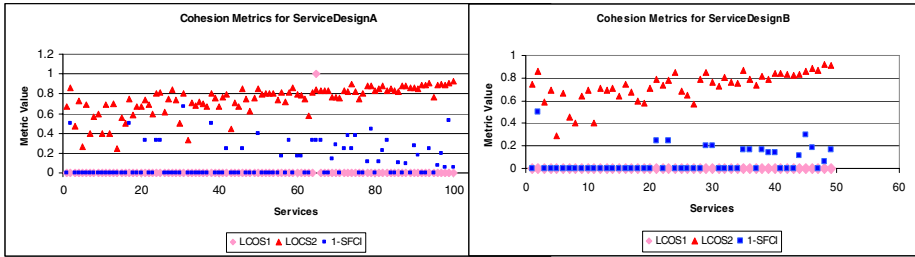 Cohesion Metrics for ServiceDesignA
Metric Value
1.2
1
0.8
0.6
0.4
0.2
0
0 20 40 60 80 100
Services
LCOS1 LOCS2 1-SFCI
Cohesion Metrics for ServiceDesignB
Metric Value
1
0.8
0.6
0.4
0.2
0
0 10 20 30 40 50 60
Services
LCOS1 LCOS2 1-SFCI